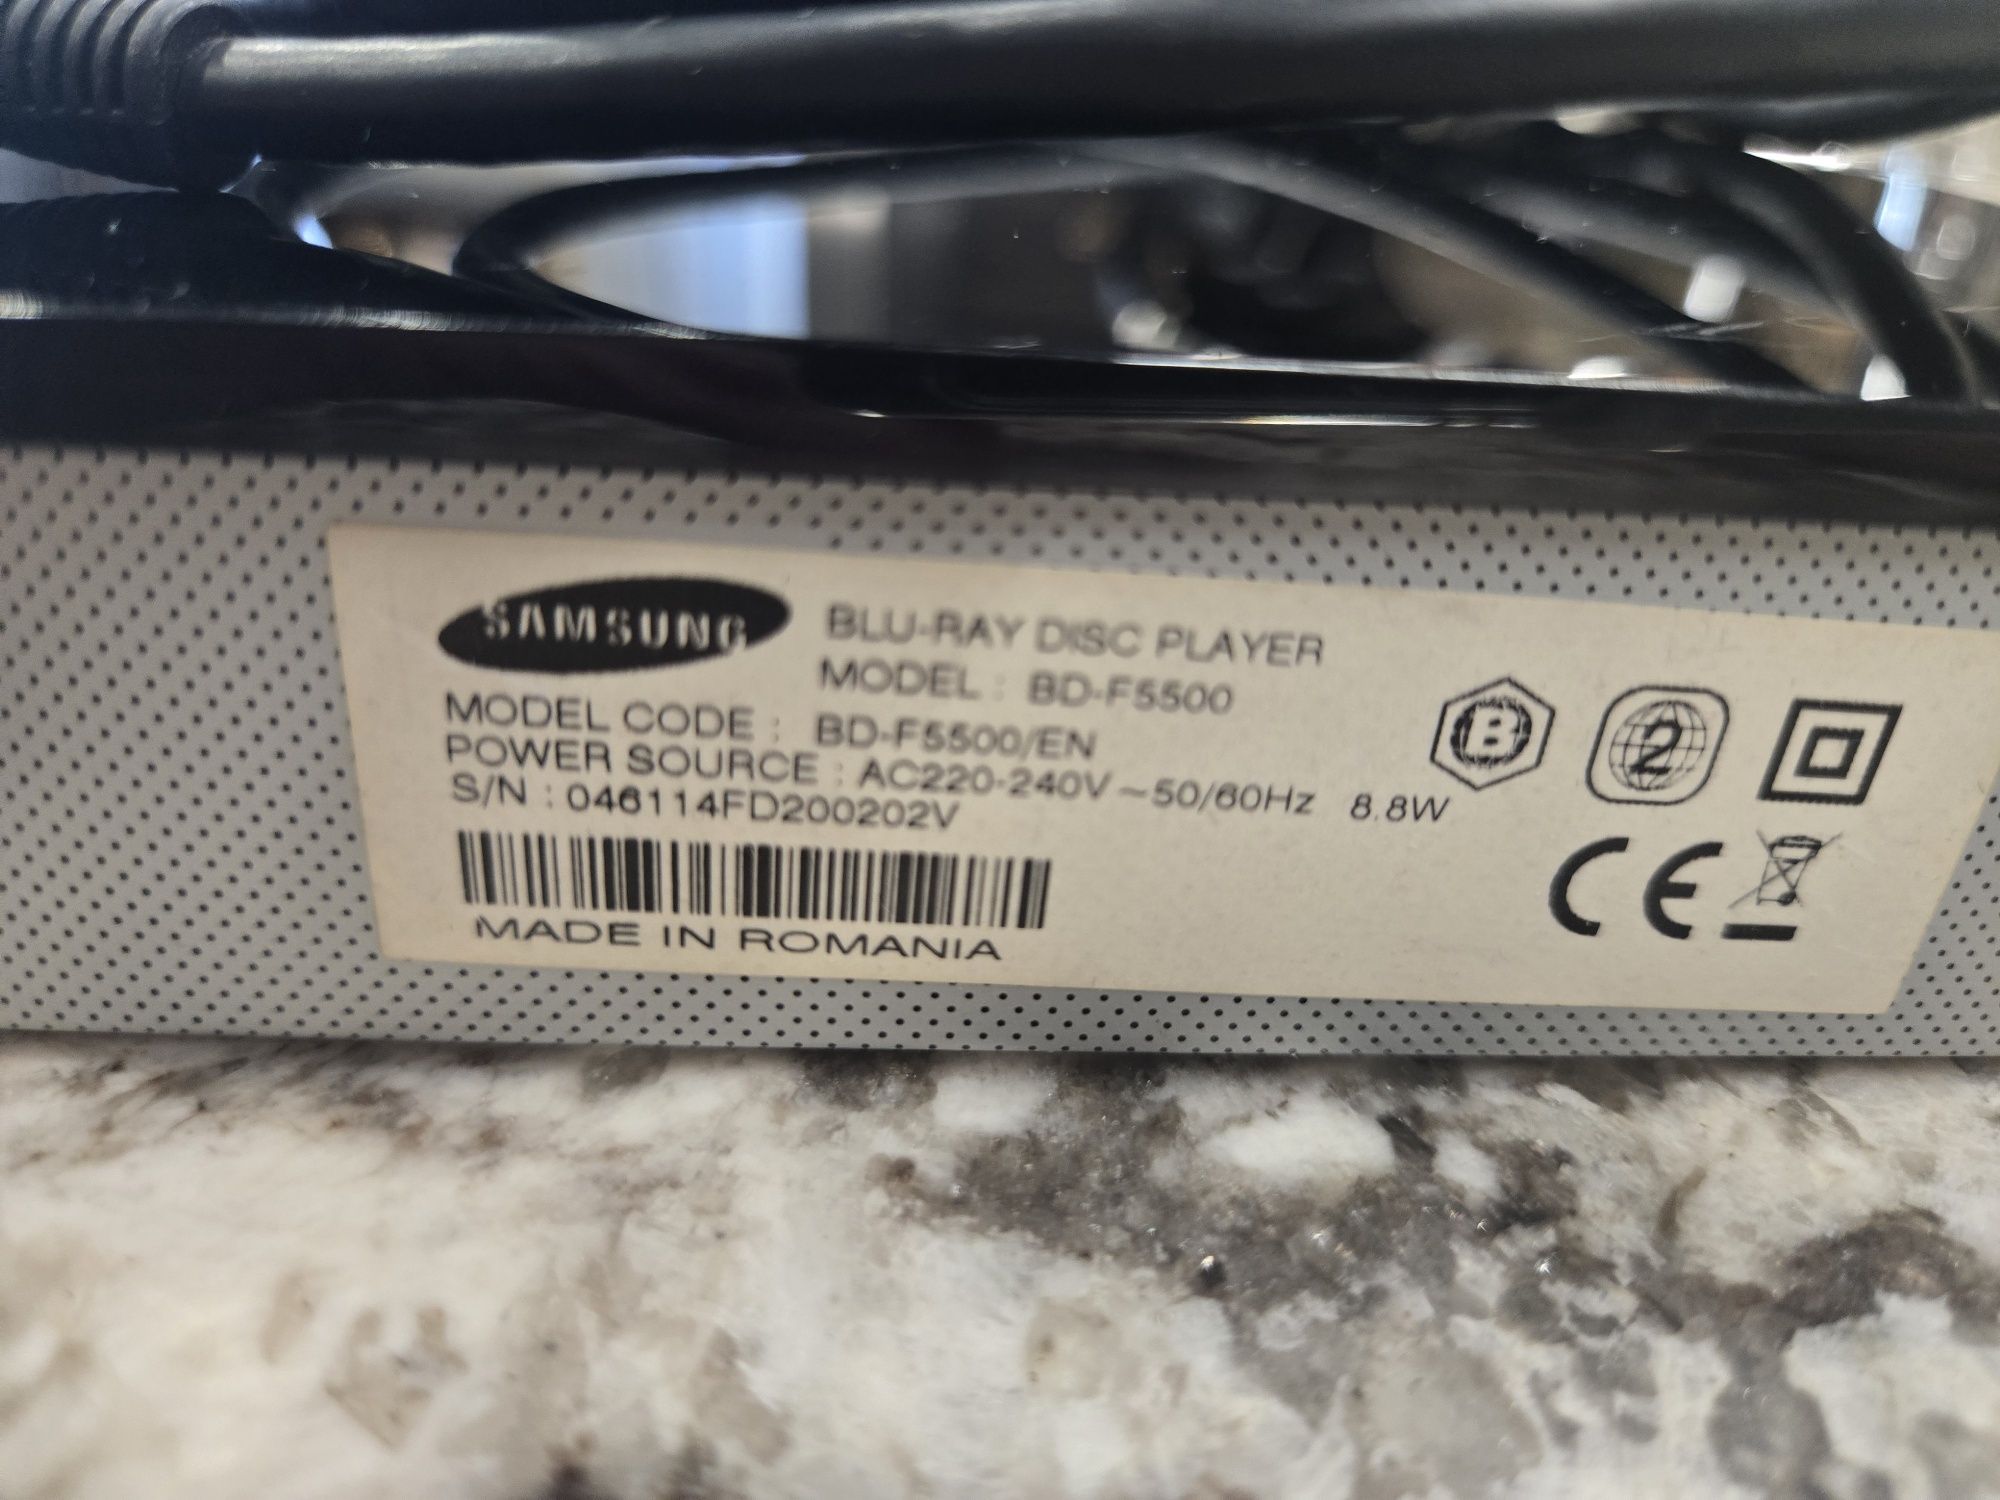 SAMSUNG
BLU-RAY DISC PLAYER
MODEL : BD-F5500
MODEL CODE : BD-F5500/EN
POWER SOURCE : AC220-240V ~50/60Hz 8.8W
S/N : 046114FD200202V
MADE IN ROMANIA
B
2
CE